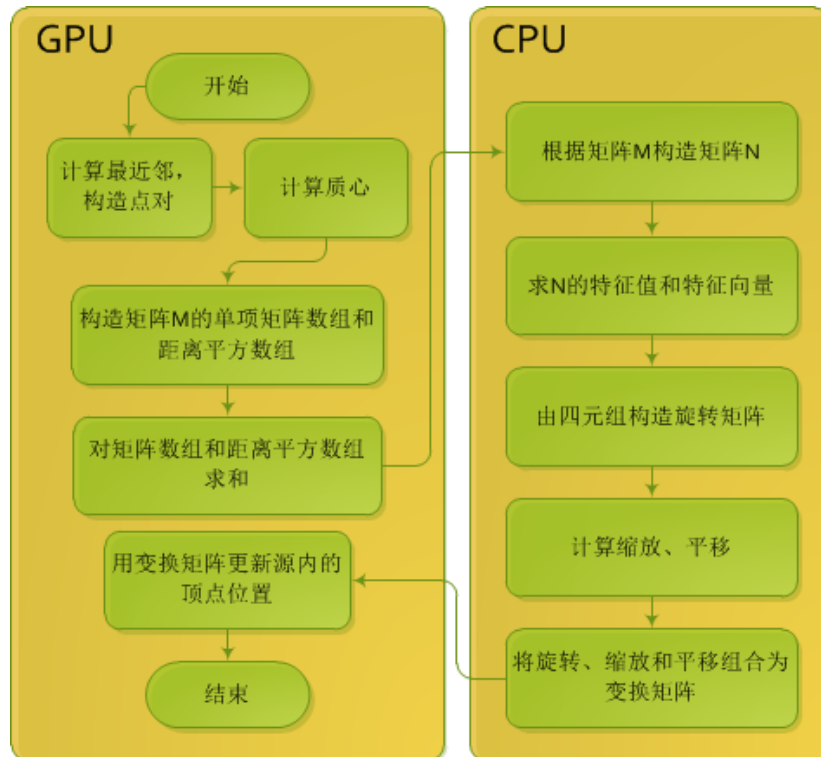 GPU
开始
计算最近邻，
构造点对
计算质心
构造矩阵M的单项矩阵数组和
距离平方数组
对矩阵数组和距离平方数组
求和
用变换矩阵更新源内的
顶点位置
结束
CPU
根据矩阵M构造矩阵N
求N的特征值和特征向量
由四元组构造旋转矩阵
计算缩放、平移
将旋转、缩放和平移组合为
变换矩阵